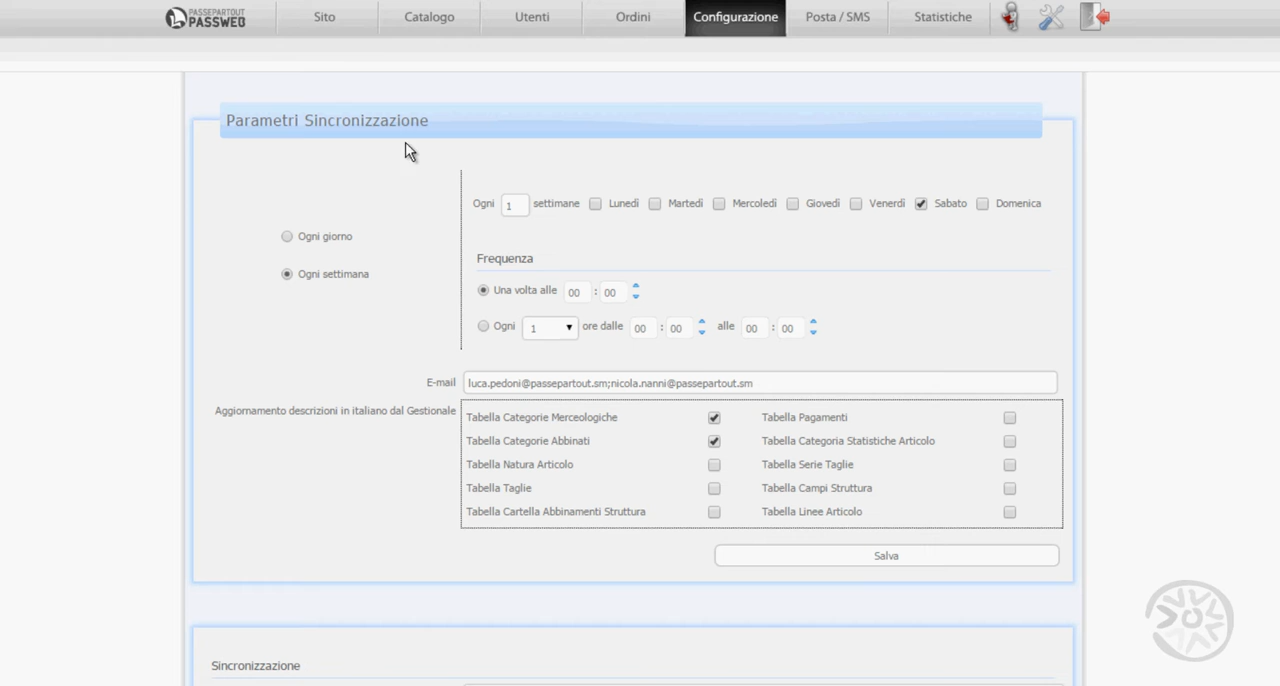 PASSEPARTOUT
PASSWEB
Sito
Catalogo
Utenti
Ordini
Configurazione
Posta / SMS
Statistiche
Parametri Sincronizzazione
Ogni 1 settimane Lunedì Martedì Mercoledì Giovedì Venerdì Sabato Domenica
Ogni giorno
Ogni settimana
Frequenza
Una volta alle 00 : 00
Ogni 1 ore dalle 00 : 00 alle 00 : 00
E-mail luca.pedoni@passepartout.sm;nicola.nanni@passepartout.sm
Aggiornamento descrizioni in italiano dal Gestionale
Tabella Categorie Merceologiche Tabella Pagamenti
Tabella Categorie Abbinati Tabella Categoria Statistiche Articolo
Tabella Natura Articolo Tabella Serie Taglie
Tabella Taglie Tabella Campi Struttura
Tabella Cartella Abbinamenti Struttura Tabella Linee Articolo
Salva
Sincronizzazione